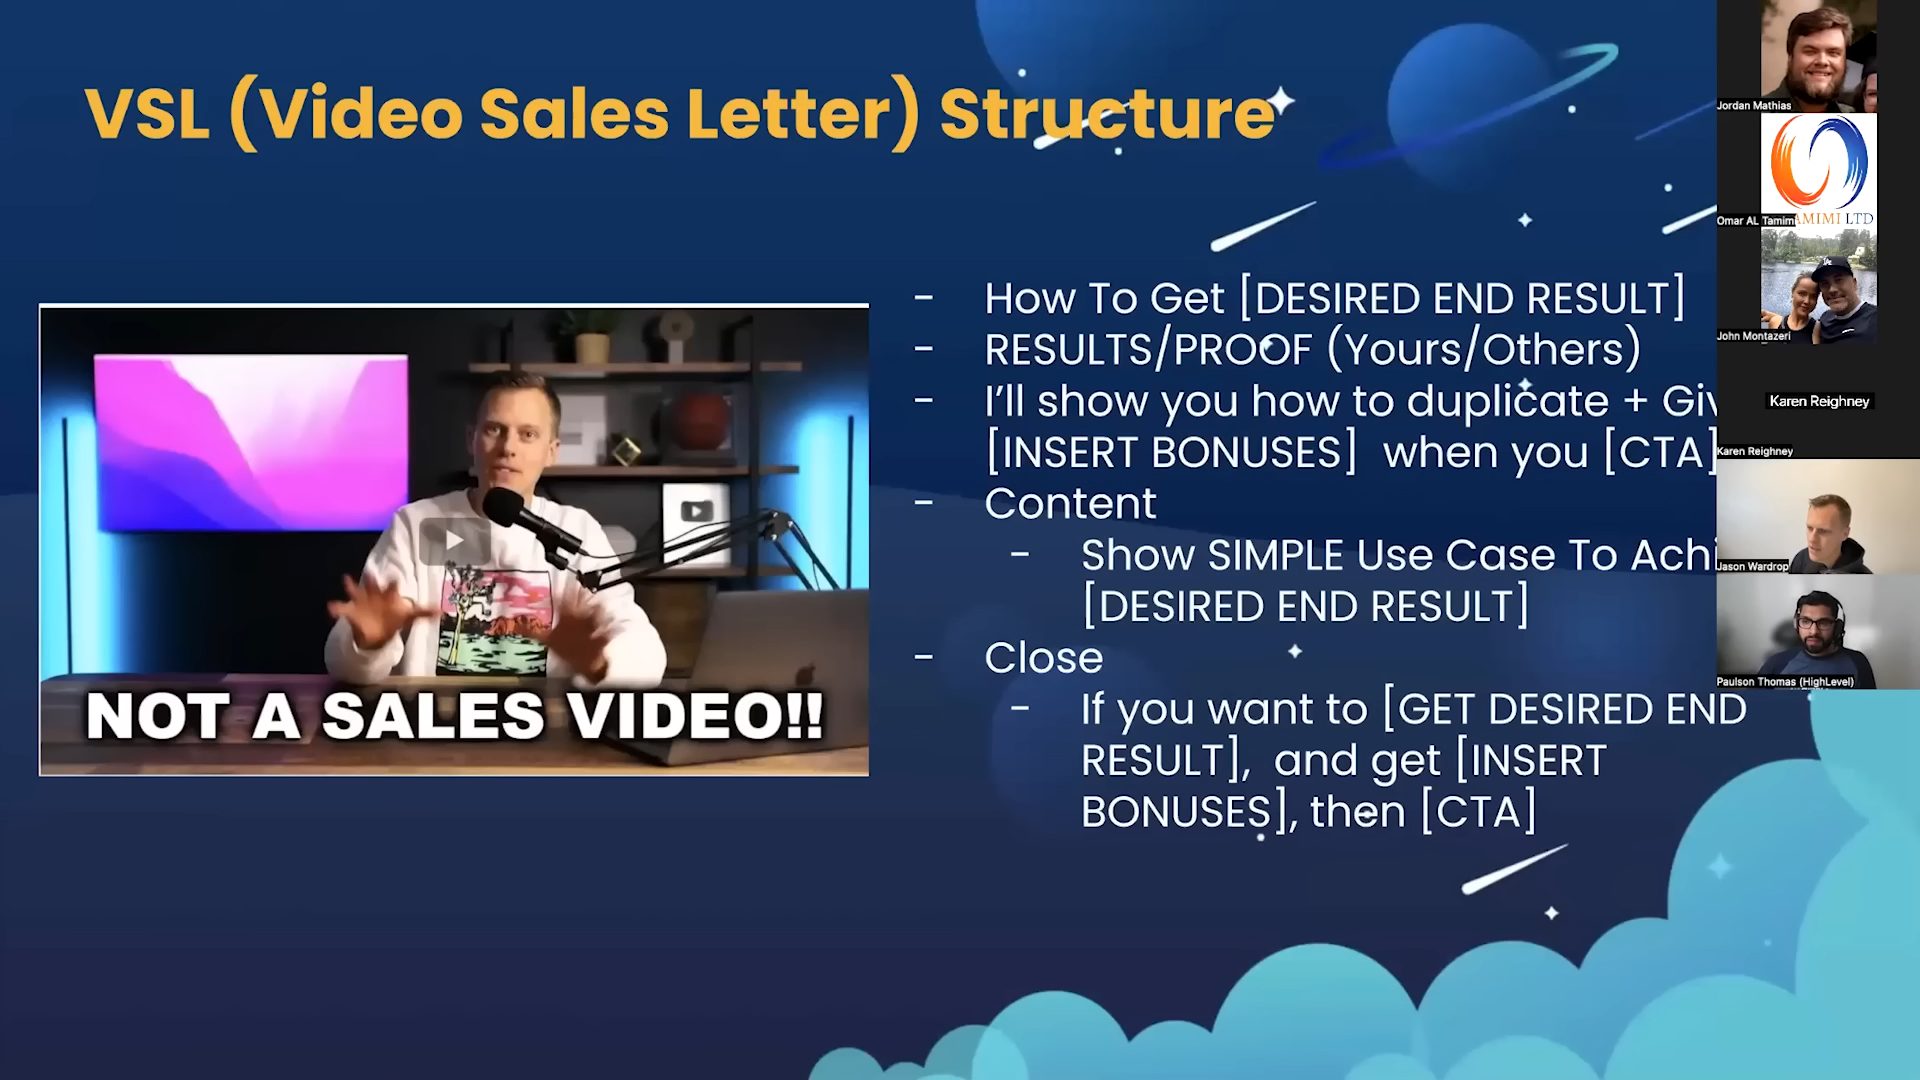 VSL (Video Sales Letter) Structure
- How To Get [DESIRED END RESULT]
- RESULTS/PROOF (Yours/Others)
- I'll show you how to duplicate +
[INSERT BONUSES] when you [CTA]
- Content
- Show SIMPLE Use Case To
[DESIRED END RESULT]
- Close
- If you want to [GET DESIRED END
RESULT], and get [INSERT
BONUSES], then [CTA]
NOT A SALES VIDEO!!
Jordan Mathias
AMIMI LTD
Omar AL Tamimi
John Montazeri
Karen Reighney
Karen Reighney
Jason Wardrop
Paulson Thomas (HighLevel)